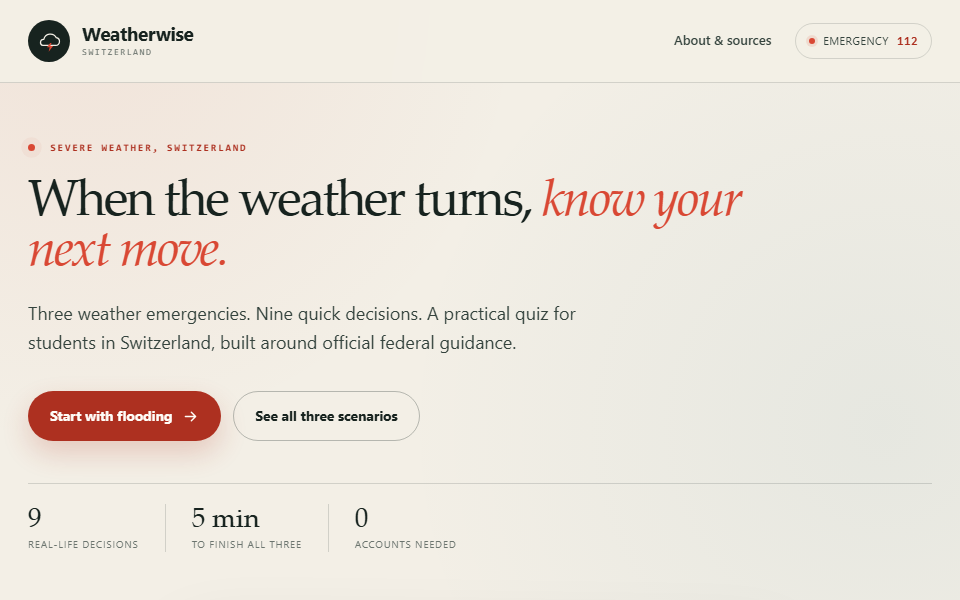 Weatherwise
SWITZERLAND
About & sources
EMERGENCY 112
SEVERE WEATHER, SWITZERLAND
When the weather turns, know your
next move.
Three weather emergencies. Nine quick decisions. A practical quiz for
students in Switzerland, built around official federal guidance.
Start with flooding →
See all three scenarios
9
REAL-LIFE DECISIONS
5 min
TO FINISH ALL THREE
0
ACCOUNTS NEEDED